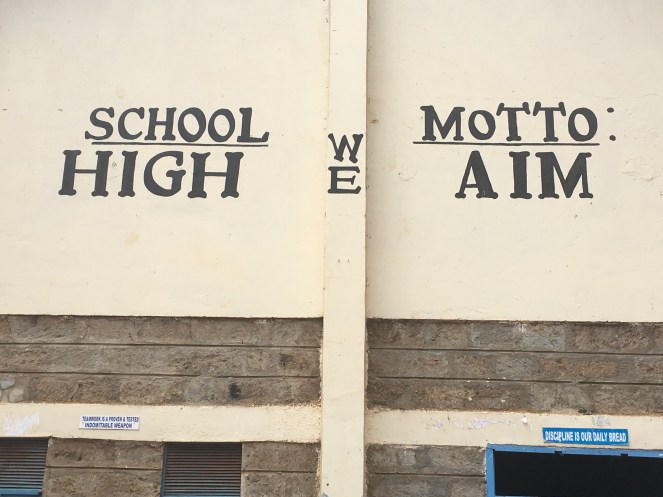 SCHOOL MOTTO:
HIGH WE AIM
TEAMWORK IS A PROVEN & TESTED
INDOMITABLE WEAPON
DISCIPLINE IS OUR DAILY BREAD